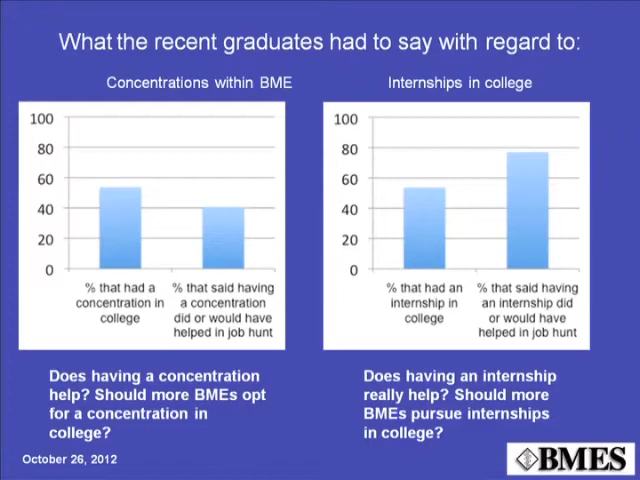 What the recent graduates had to say with regard to:
Concentrations within BME
Internships in college
100
80
60
40
20
0
% that had a
concentration in
college
% that said having
a concentration
did or would have
helped in job hunt
100
80
60
40
20
0
% that had an
internship in
college
% that said having
an internship did
or would have
helped in job hunt
Does having a concentration
help? Should more BMEs opt
for a concentration in
college?
Does having an internship
really help? Should more
BMEs pursue internships
in college?
October 26, 2012
BMES